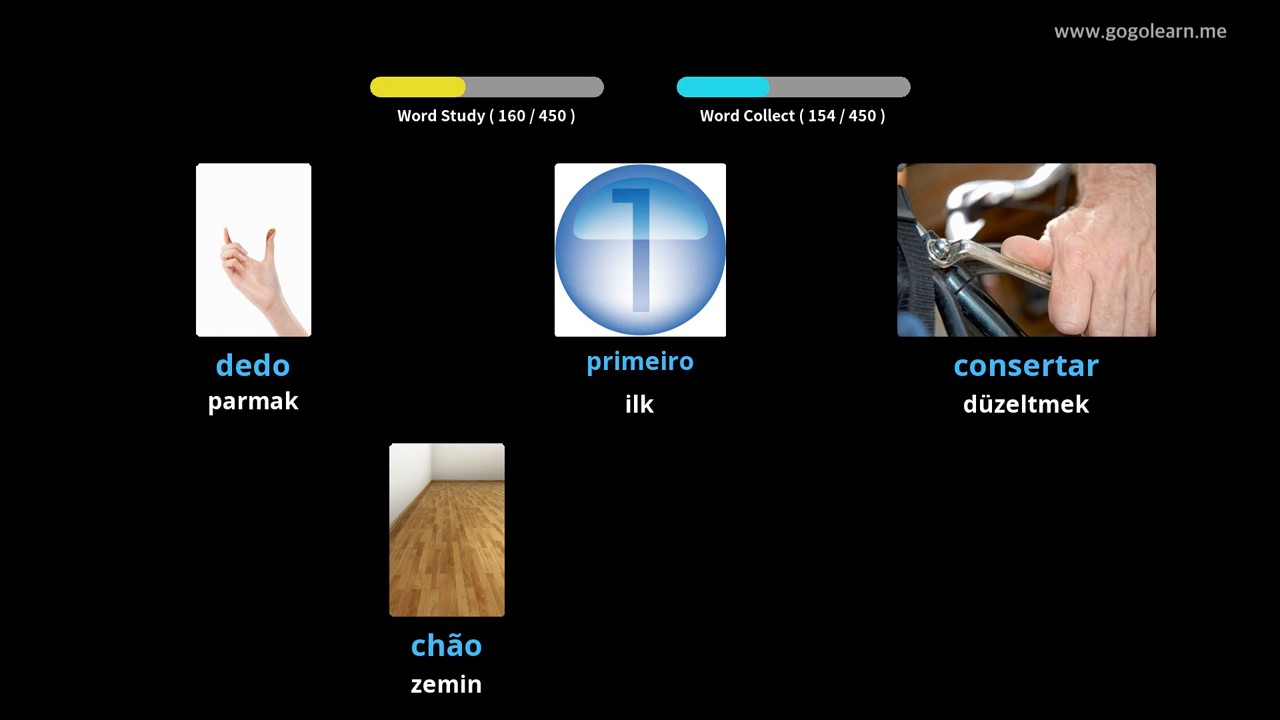 www.gogolearn.me
Word Study ( 160 / 450 )
Word Collect ( 154 / 450 )
1
dedo
parmak
primeiro
ilk
consertar
düzeltmek
chão
zemin